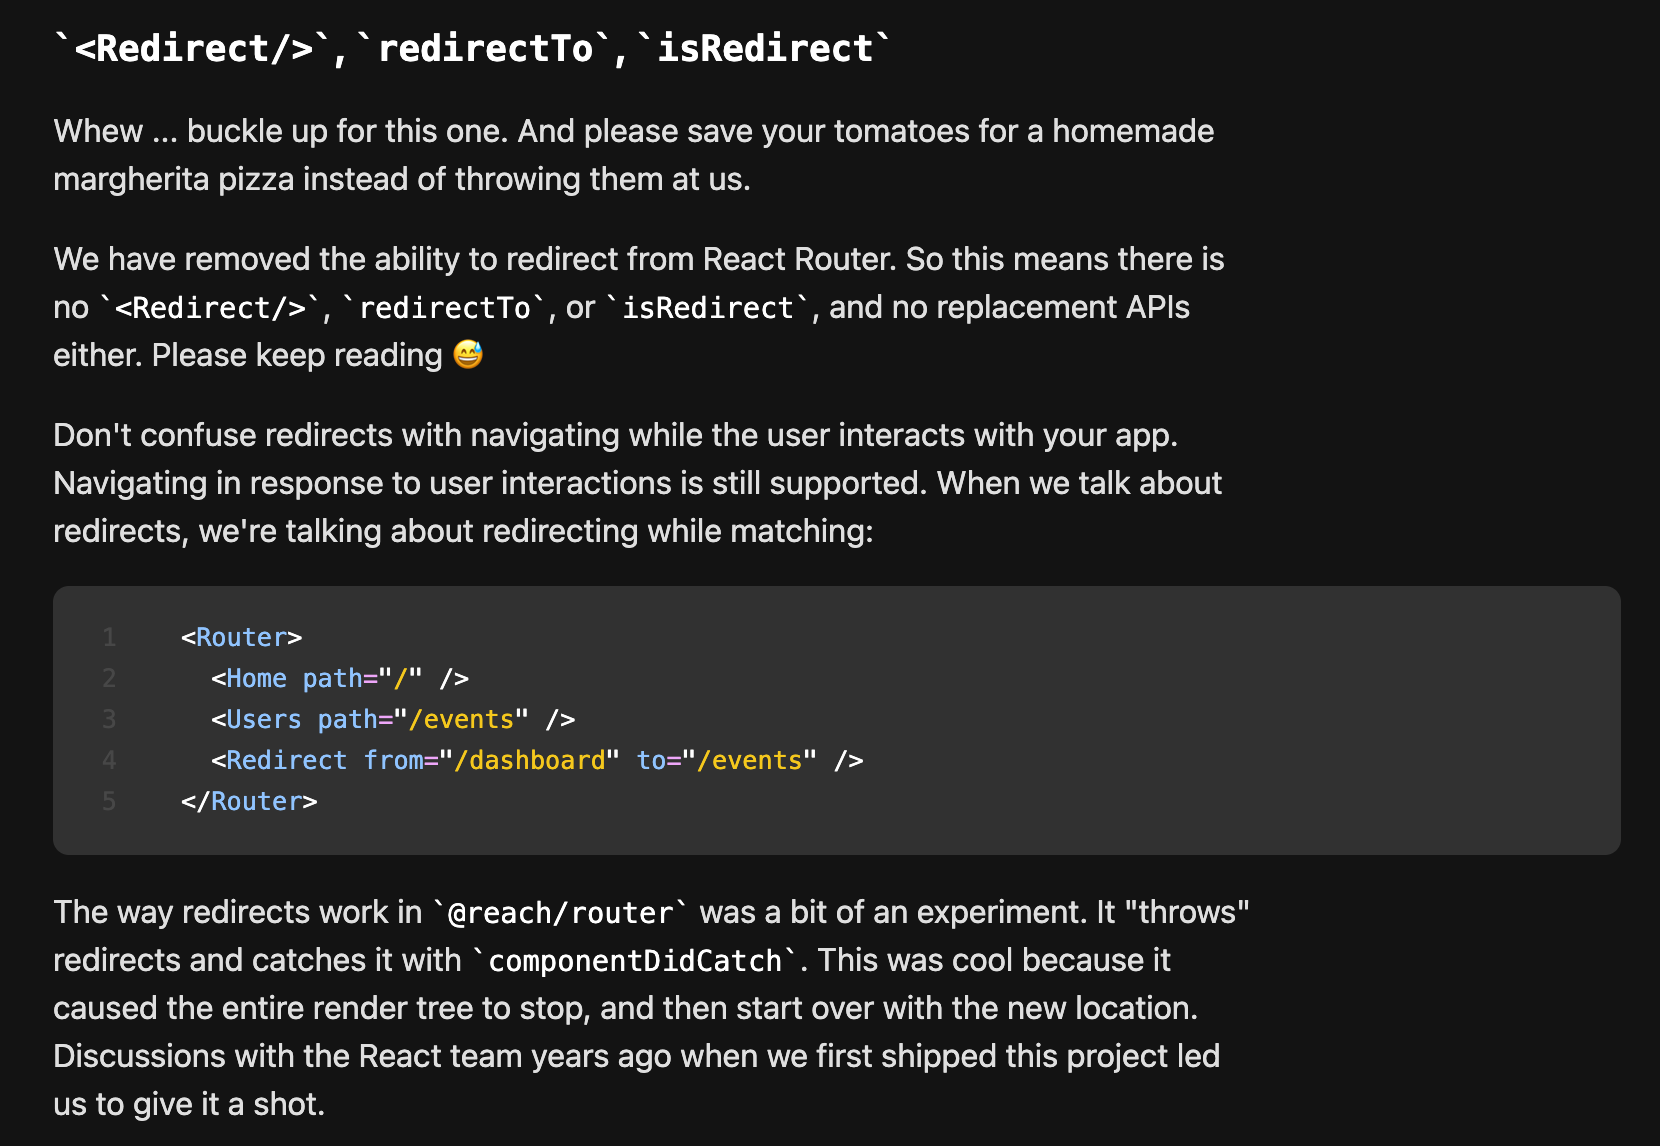 `<Redirect/>`, `redirectTo`, `isRedirect`
Whew ... buckle up for this one. And please save your tomatoes for a homemade
margherita pizza instead of throwing them at us.
We have removed the ability to redirect from React Router. So this means there is
no `<Redirect/>`, `redirectTo`, or `isRedirect`, and no replacement APIs
either. Please keep reading 😅
Don't confuse redirects with navigating while the user interacts with your app.
Navigating in response to user interactions is still supported. When we talk about
redirects, we're talking about redirecting while matching:
1 <Router>
2   <Home path="/" />
3   <Users path="/events" />
4   <Redirect from="/dashboard" to="/events" />
5 </Router>
The way redirects work in `@reach/router` was a bit of an experiment. It "throws"
redirects and catches it with `componentDidCatch`. This was cool because it
caused the entire render tree to stop, and then start over with the new location.
Discussions with the React team years ago when we first shipped this project led
us to give it a shot.